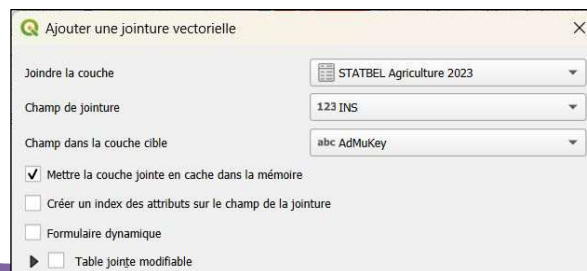 Ajouter une jointure vectorielle
Joindre la couche STATBEL Agriculture 2023
Champ de jointure 123 INS
Champ dans la couche cible abc AdMuKey
Mettre la couche jointe en cache dans la mémoire
Créer un index des attributs sur le champ de la jointure
Formulaire dynamique
Table jointe modifiable